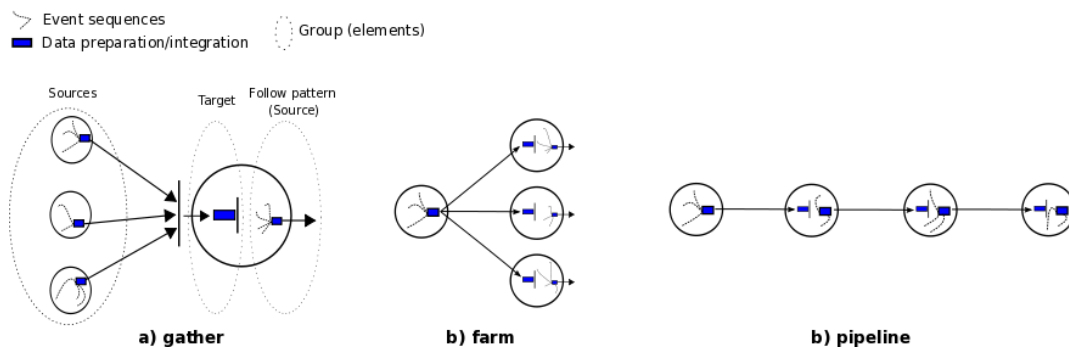 Event sequences
Group (elements)
Data preparation/integration
Sources
Target
Follow pattern
(Source)
a) gather
b) farm
b) pipeline